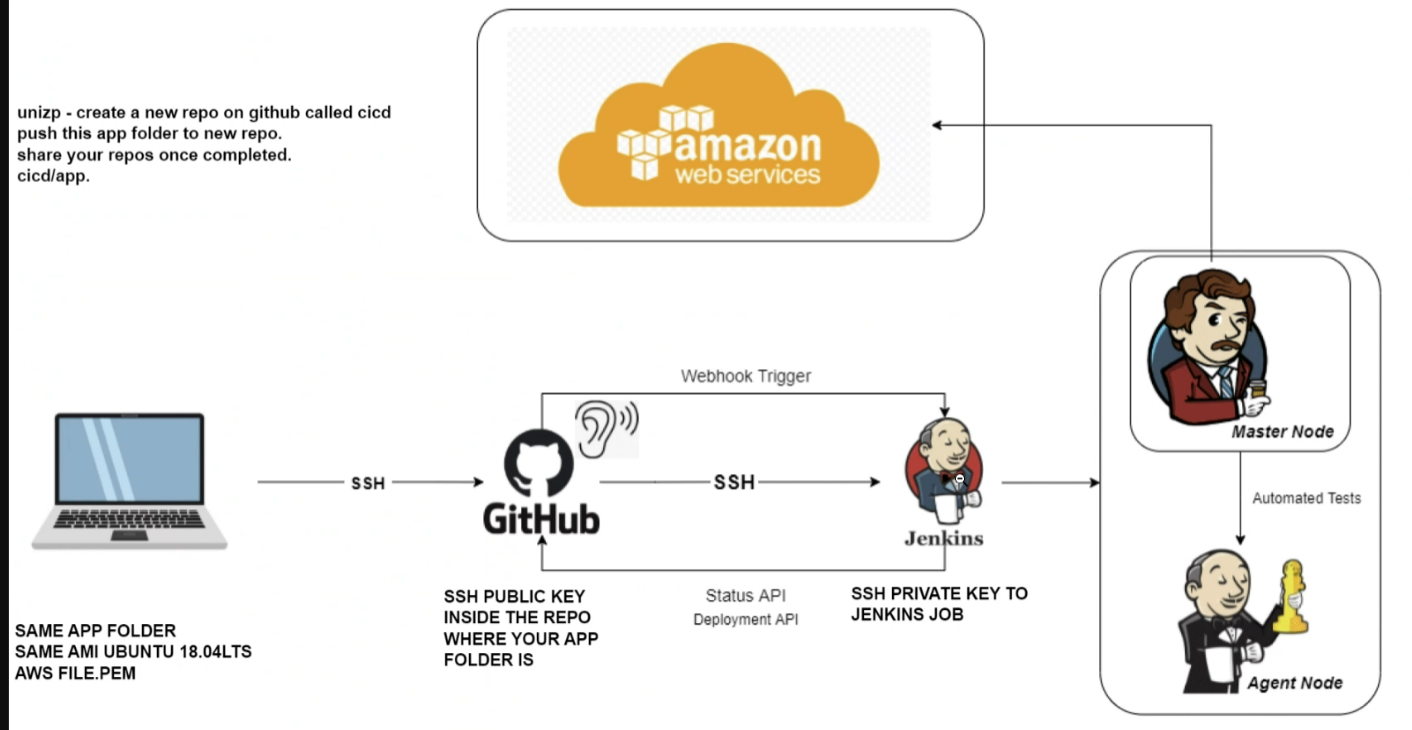 unizp - create a new repo on github called cicd
push this app folder to new repo.
share your repos once completed.
cicd/app.
amazon
web services
Webhook Trigger
Master Node
SSH
SSH
GitHub
Jenkins
Automated Tests
SSH PUBLIC KEY
INSIDE THE REPO
WHERE YOUR APP
FOLDER IS
Status API
Deployment API
SSH PRIVATE KEY TO
JENKINS JOB
SAME APP FOLDER
SAME AMI UBUNTU 18.04LTS
AWS FILE.PEM
Agent Node